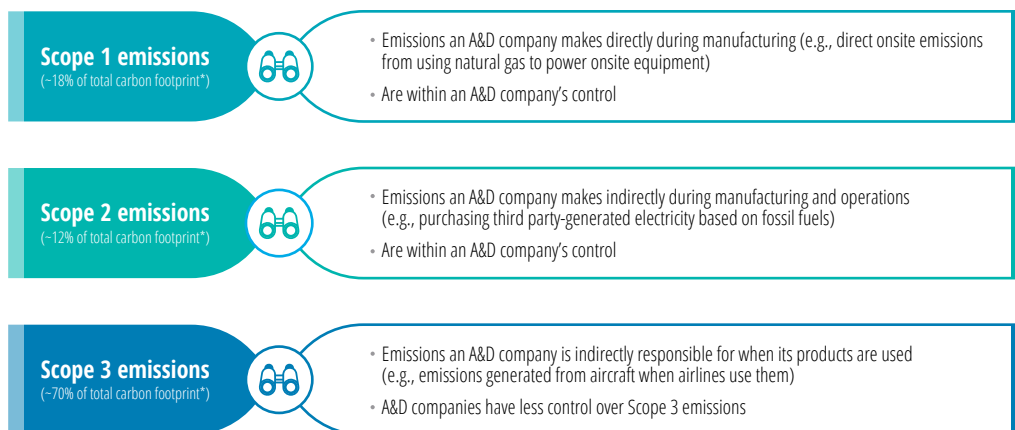 Scope 1 emissions
(~18% of total carbon footprint*)
• Emissions an A&D company makes directly during manufacturing (e.g., direct onsite emissions
from using natural gas to power onsite equipment)
• Are within an A&D company’s control
Scope 2 emissions
(~12% of total carbon footprint*)
• Emissions an A&D company makes indirectly during manufacturing and operations
(e.g., purchasing third party-generated electricity based on fossil fuels)
• Are within an A&D company’s control
Scope 3 emissions
(~70% of total carbon footprint*)
• Emissions an A&D company is indirectly responsible for when its products are used
(e.g., emissions generated from aircraft when airlines use them)
• A&D companies have less control over Scope 3 emissions